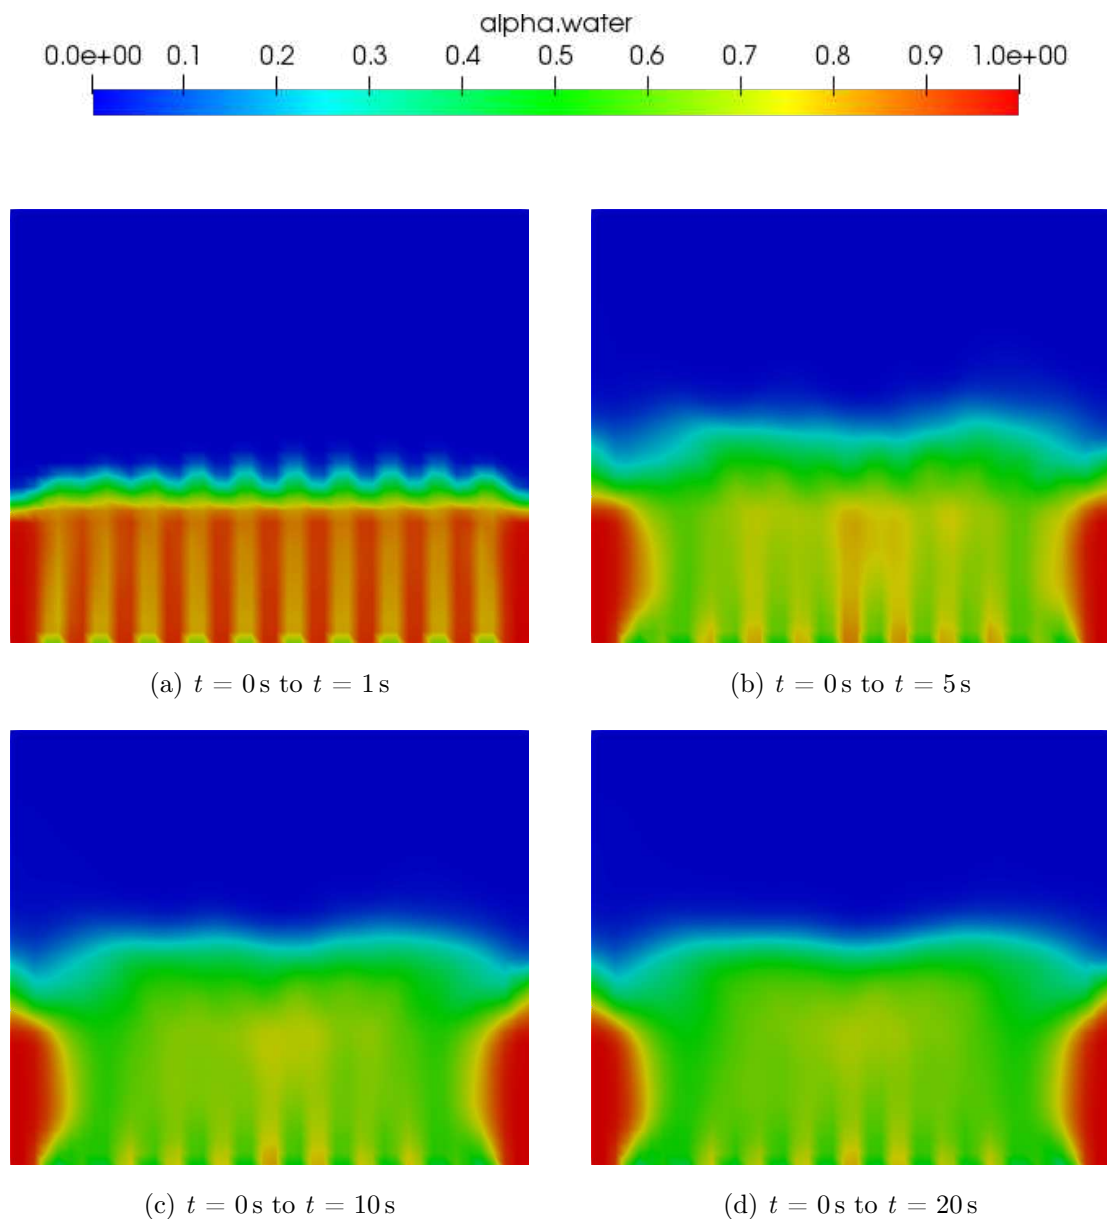 alpha.water
0.0e+00 0.1 0.2 0.3 0.4 0.5 0.6 0.7 0.8 0.9 1.0e+00
(a) t = 0 s to t = 1 s
(b) t = 0 s to t = 5 s
(c) t = 0 s to t = 10 s
(d) t = 0 s to t = 20 s